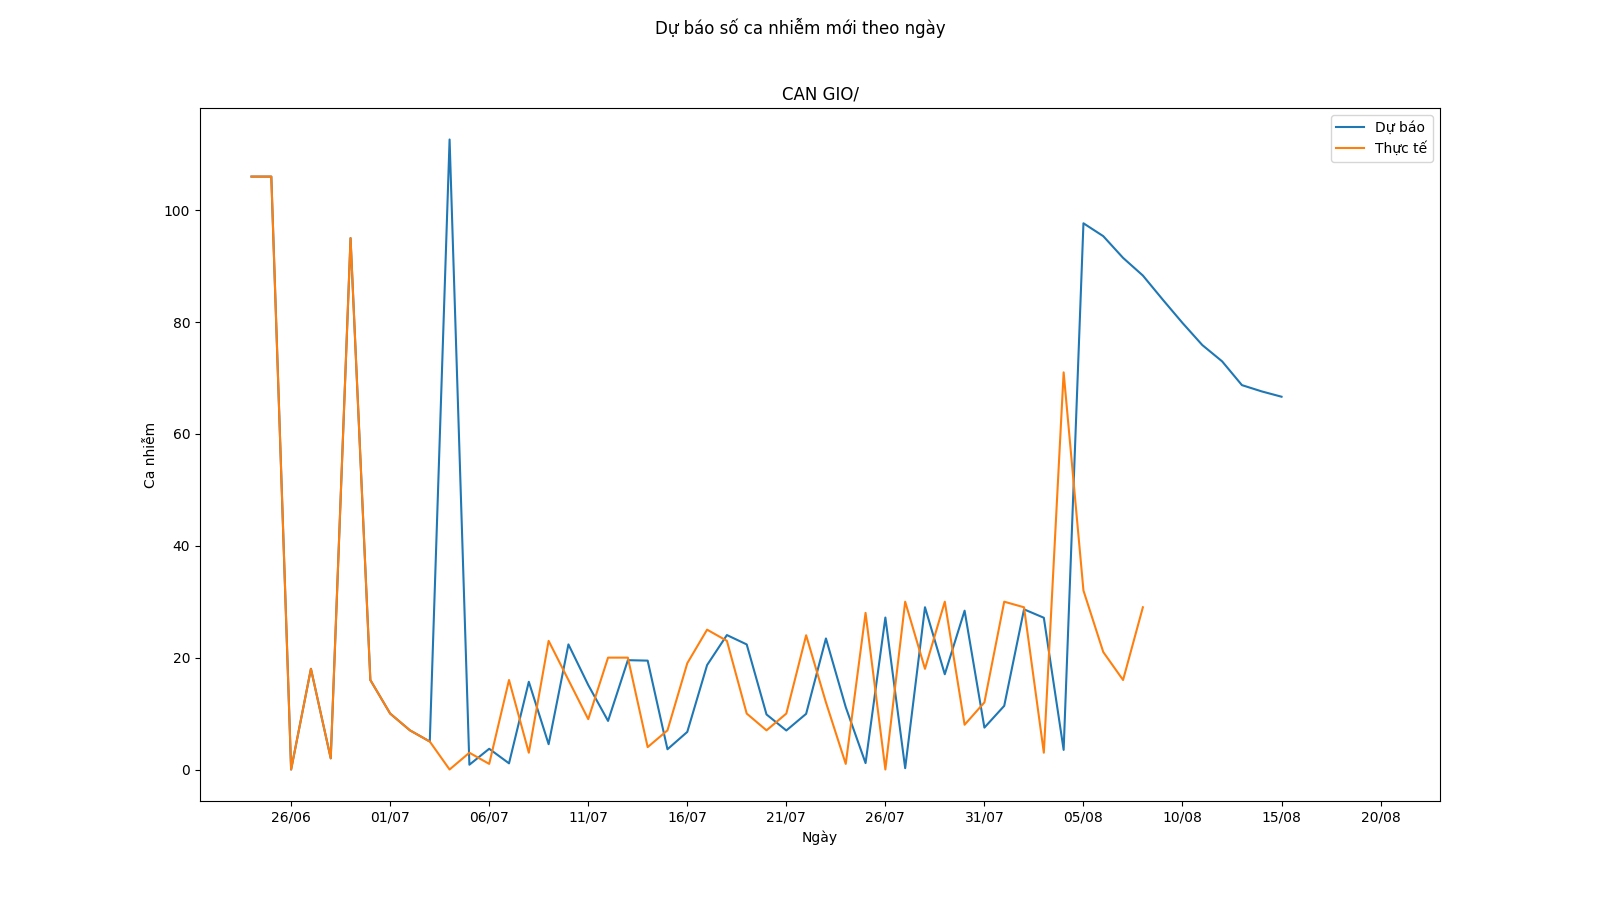 Dự báo số ca nhiễm mới theo ngày
CAN GIO/
Dự báo
Thực tế
Ca nhiễm
100
80
60
40
20
0
26/06 01/07 06/07 11/07 16/07 21/07 26/07 31/07 05/08 10/08 15/08 20/08
Ngày